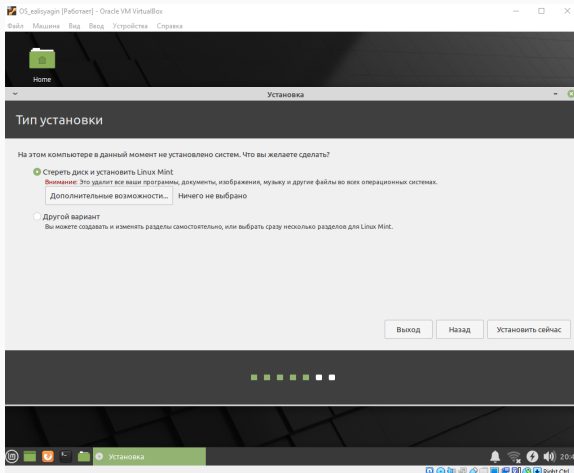 OS_ealisyagin [Работает] - Oracle VM VirtualBox
Файл Машина Вид Ввод Устройства Справка
Home
Установка
Тип установки
На этом компьютере в данный момент не установлено систем. Что вы желаете сделать?
Стереть диск и установить Linux Mint
Внимание: Это удалит все ваши программы, документы, изображения, музыку и другие файлы во всех операционных системах.
Дополнительные возможности... Ничего не выбрано
Другой вариант
Вы можете создавать и изменять разделы самостоятельно, или выбрать сразу несколько разделов для Linux Mint.
Выход Назад Установить сейчас
Установка
Right Ctrl